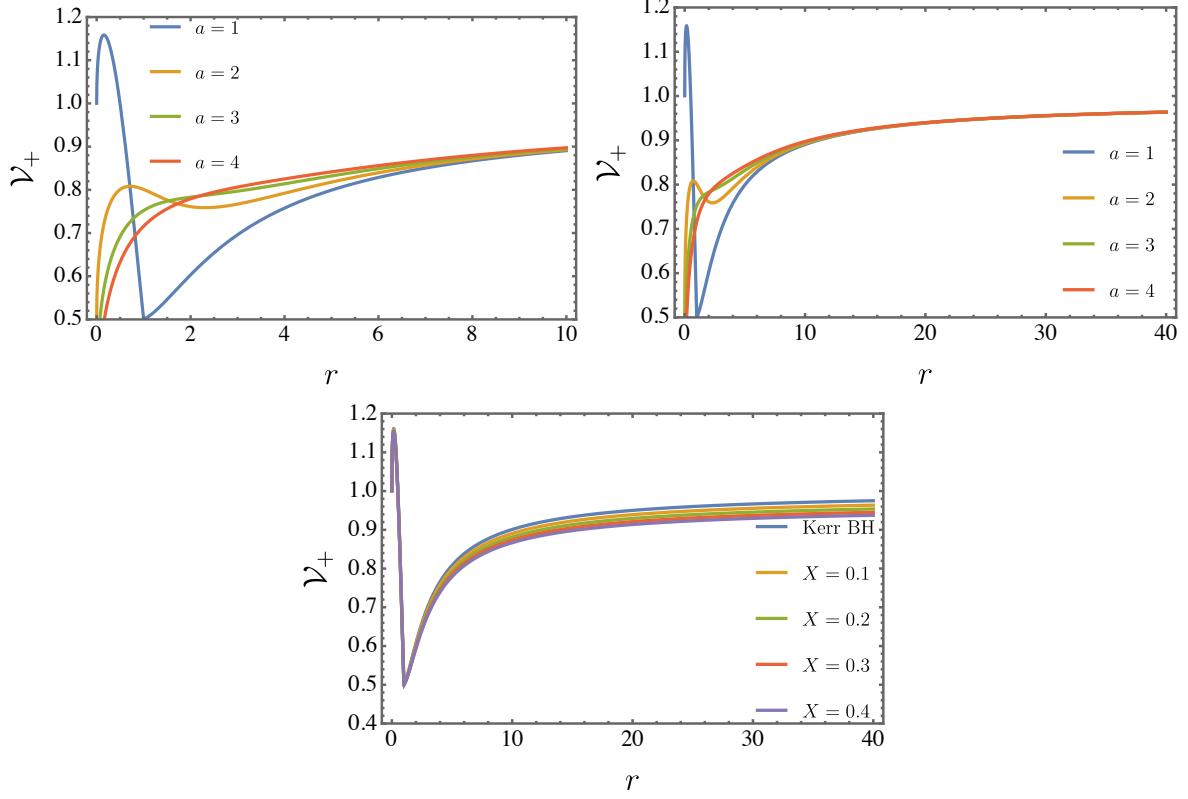 1.2
1.1
1.0
0.9
0.8
0.7
0.6
0.5
𝒱+
a = 1
a = 2
a = 3
a = 4
0 2 4 6 8 10
r
1.2
1.1
1.0
0.9
0.8
0.7
0.6
0.5
𝒱+
a = 1
a = 2
a = 3
a = 4
0 10 20 30 40
r
1.2
1.1
1.0
0.9
0.8
0.7
0.6
0.5
0.4
𝒱+
Kerr BH
X = 0.1
X = 0.2
X = 0.3
X = 0.4
0 10 20 30 40
r